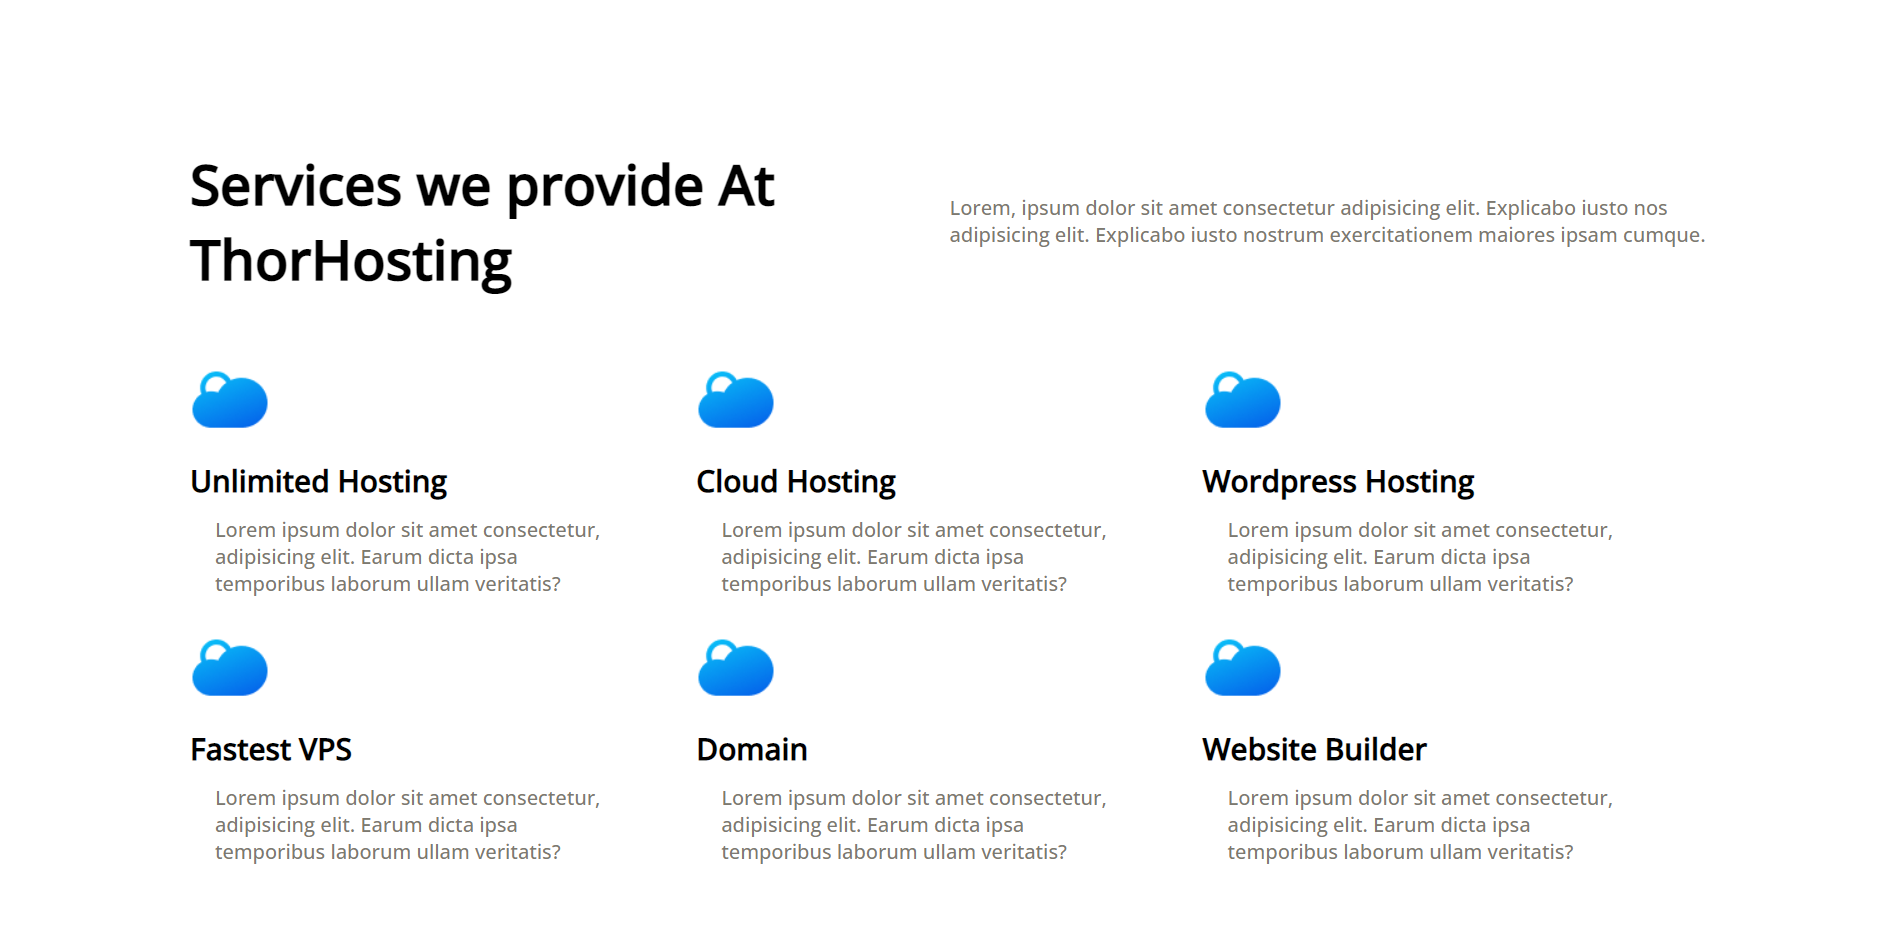 Services we provide At
ThorHosting
Lorem, ipsum dolor sit amet consectetur adipisicing elit. Explicabo iusto nos
adipisicing elit. Explicabo iusto nostrum exercitationem maiores ipsam cumque.
Unlimited Hosting
Lorem ipsum dolor sit amet consectetur,
adipisicing elit. Earum dicta ipsa
temporibus laborum ullam veritatis?
Cloud Hosting
Lorem ipsum dolor sit amet consectetur,
adipisicing elit. Earum dicta ipsa
temporibus laborum ullam veritatis?
Wordpress Hosting
Lorem ipsum dolor sit amet consectetur,
adipisicing elit. Earum dicta ipsa
temporibus laborum ullam veritatis?
Fastest VPS
Lorem ipsum dolor sit amet consectetur,
adipisicing elit. Earum dicta ipsa
temporibus laborum ullam veritatis?
Domain
Lorem ipsum dolor sit amet consectetur,
adipisicing elit. Earum dicta ipsa
temporibus laborum ullam veritatis?
Website Builder
Lorem ipsum dolor sit amet consectetur,
adipisicing elit. Earum dicta ipsa
temporibus laborum ullam veritatis?